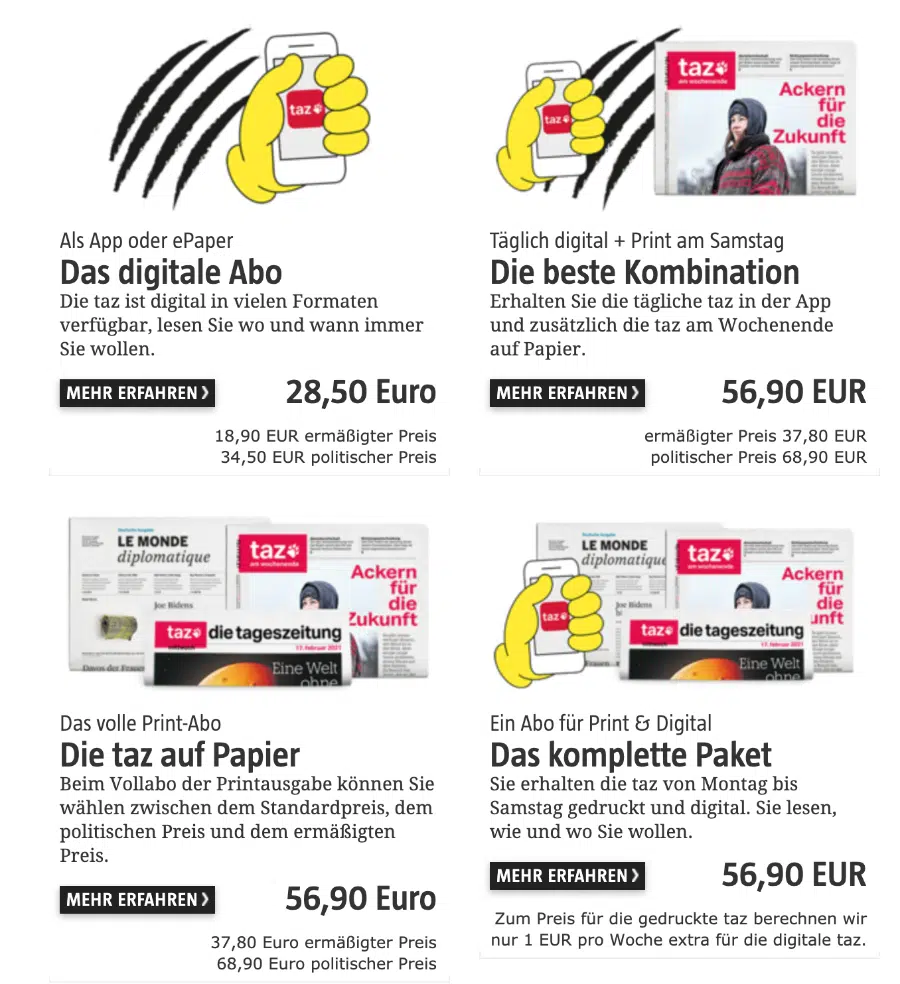 taz
taz
taz
am wochenende
Ackern
für
die
Zukunft
Als App oder ePaper
Das digitale Abo
Die taz ist digital in vielen Formaten
verfügbar, lesen Sie wo und wann immer
Sie wollen.
MEHR ERFAHREN
28,50 Euro
18,90 EUR ermäßigter Preis
34,50 EUR politischer Preis
Täglich digital + Print am Samstag
Die beste Kombination
Erhalten Sie die tägliche taz in der App
und zusätzlich die taz am Wochenende
auf Papier.
MEHR ERFAHREN
56,90 EUR
ermäßigter Preis 37,80 EUR
politischer Preis 68,90 EUR
LE MONDE
diplomatique
Joe Bidens
Davos der Frauen
taz
am wochenende
Ackern
für
die
Zukunft
taz
die tageszeitung
17. februar 2021
Eine Welt
ohne
LE MONDE
diplomatique
Joe Bidens
Frauen
taz
taz
am wochenende
Ackern
für
die
taz
die tageszeitung
17. februar 2021
Eine Welt
ohne
Das volle Print-Abo
Die taz auf Papier
Beim Vollabo der Printausgabe können Sie
wählen zwischen dem Standardpreis, dem
politischen Preis und dem ermäßigten
Preis.
MEHR ERFAHREN
56,90 Euro
37,80 Euro ermäßigter Preis
68,90 Euro politischer Preis
Ein Abo für Print & Digital
Das komplette Paket
Sie erhalten die taz von Montag bis
Samstag gedruckt und digital. Sie lesen,
wie und wo Sie wollen.
MEHR ERFAHREN
56,90 EUR
Zum Preis für die gedruckte taz berechnen wir
nur 1 EUR pro Woche extra für die digitale taz.